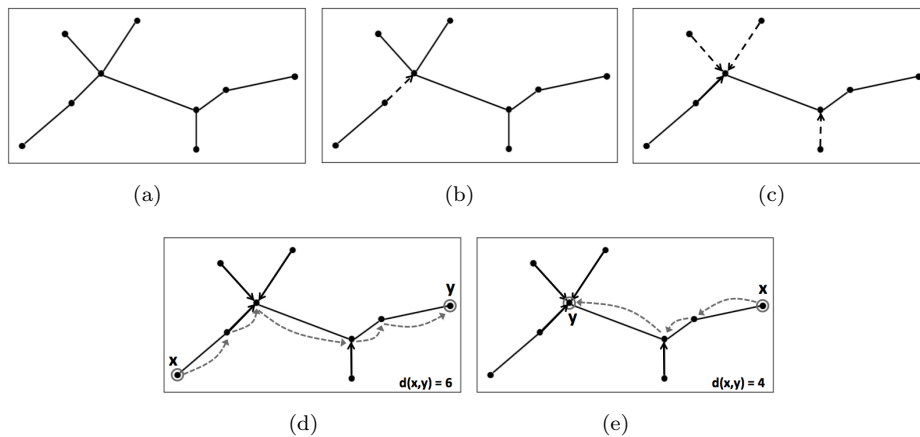 (a)
(b)
(c)
x
y
d(x,y) = 6
y
x
d(x,y) = 4
(d)
(e)